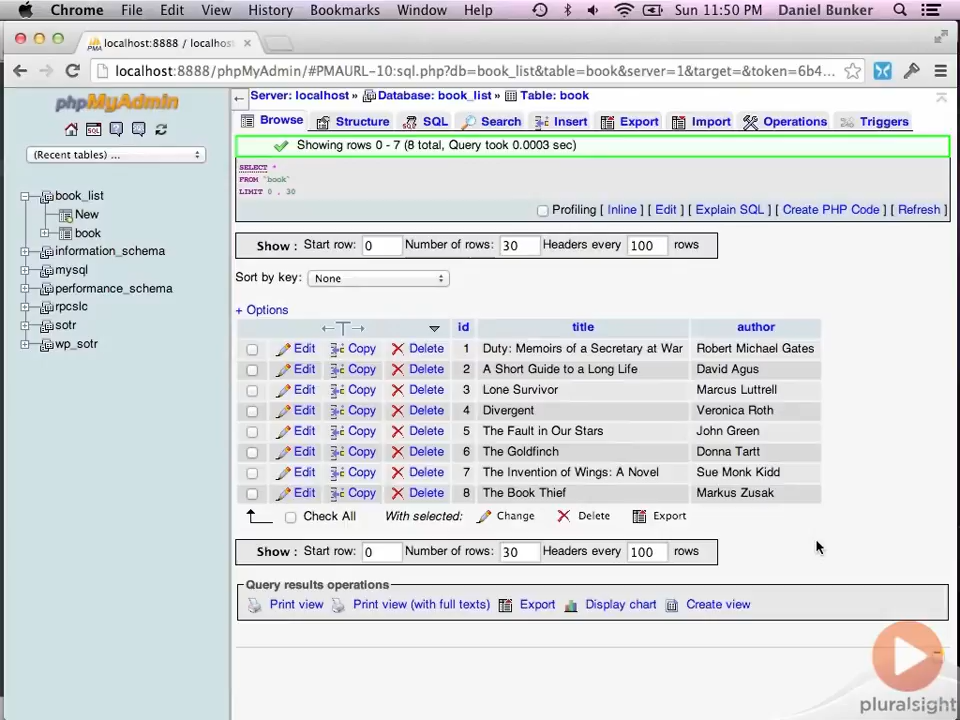 Chrome File Edit View History Bookmarks Window Help Sun 11:50 PM Daniel Bunker
localhost:8888 / localhos
localhost:8888/phpMyAdmin/#PMAURL-10:sql.php?db=book_list&table=book&server=1&target=&token=6b4...
phpMyAdmin
(Recent tables) ...
book_list
New
book
information_schema
mysql
performance_schema
rpcslc
sotr
wp_sotr
Server: localhost » Database: book_list » Table: book
Browse Structure SQL Search Insert Export Import Operations Triggers
Showing rows 0 - 7 (8 total, Query took 0.0003 sec)
SELECT *
FROM `book`
LIMIT 0 , 30
Profiling [ Inline ] [ Edit ] [ Explain SQL ] [ Create PHP Code ] [ Refresh ]
Show : Start row: 0 Number of rows: 30 Headers every 100 rows
Sort by key: None
+ Options
←T→ id title author
Edit Copy Delete 1 Duty: Memoirs of a Secretary at War Robert Michael Gates
Edit Copy Delete 2 A Short Guide to a Long Life David Agus
Edit Copy Delete 3 Lone Survivor Marcus Luttrell
Edit Copy Delete 4 Divergent Veronica Roth
Edit Copy Delete 5 The Fault in Our Stars John Green
Edit Copy Delete 6 The Goldfinch Donna Tartt
Edit Copy Delete 7 The Invention of Wings: A Novel Sue Monk Kidd
Edit Copy Delete 8 The Book Thief Markus Zusak
Check All With selected: Change Delete Export
Show : Start row: 0 Number of rows: 30 Headers every 100 rows
Query results operations
Print view Print view (with full texts) Export Display chart Create view
pluralsight